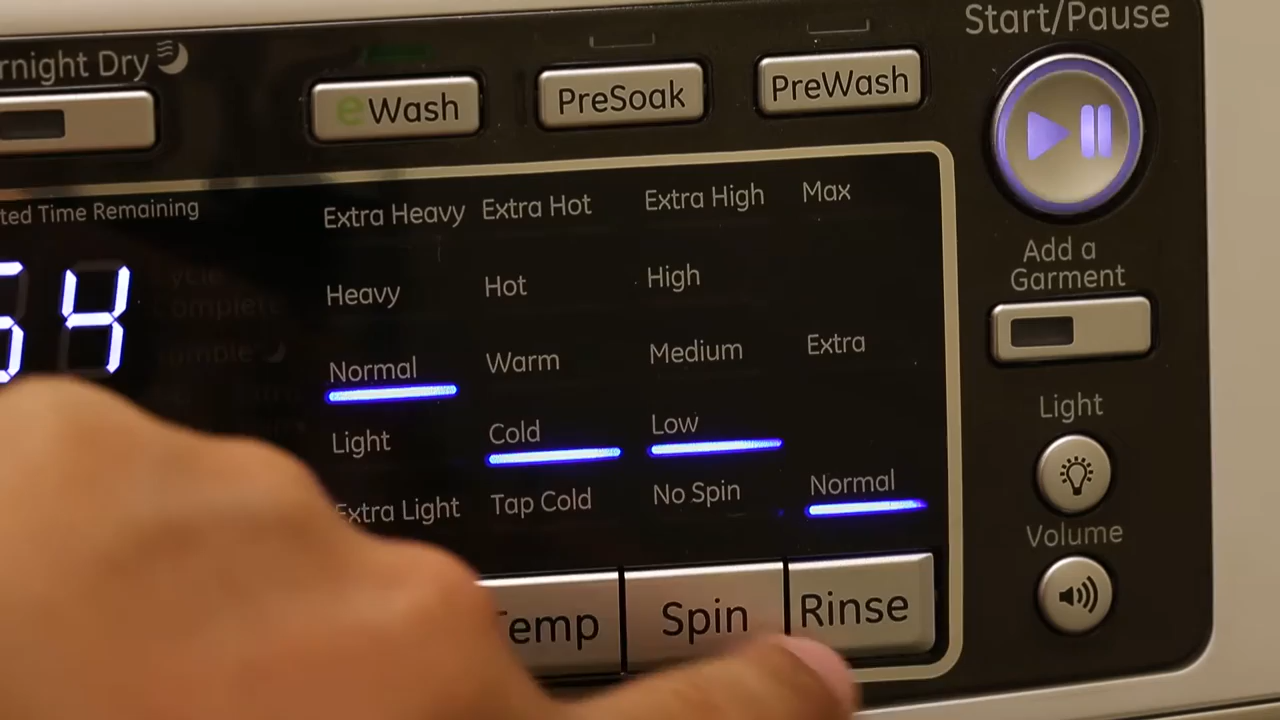 Start/Pause
rnight Dry
eWash
PreSoak
PreWash
ted Time Remaining
Extra Heavy
Extra Hot
Extra High
Max
54
Heavy
Hot
High
Add a
Garment
Normal
Warm
Medium
Extra
Light
Cold
Low
Light
Extra Light
Tap Cold
No Spin
Normal
Volume
Temp
Spin
Rinse